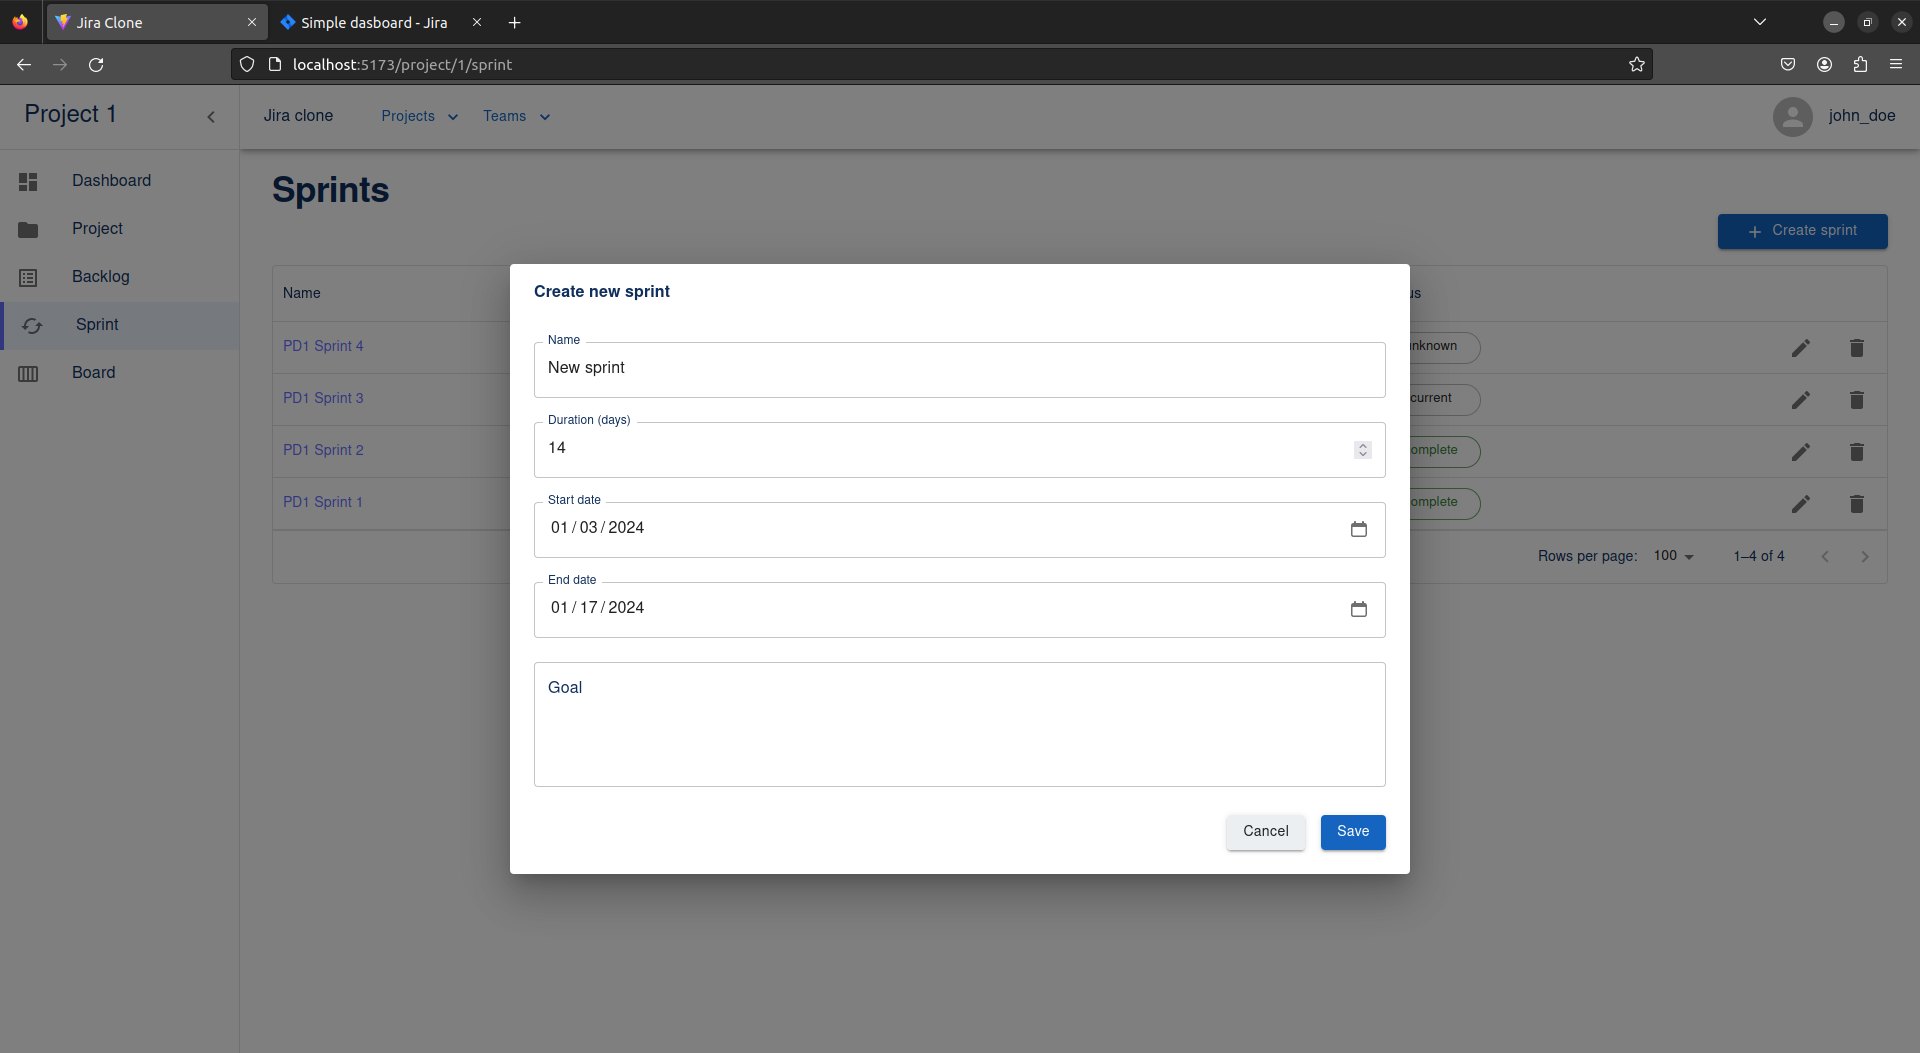 Jira Clone
Simple dasboard - Jira
localhost:5173/project/1/sprint
Project 1
Jira clone
Projects
Teams
john_doe
Dashboard
Project
Backlog
Sprint
Board
Sprints
Create sprint
Name
us
PD1 Sprint 4
nknown
PD1 Sprint 3
current
PD1 Sprint 2
omplete
PD1 Sprint 1
omplete
Rows per page: 100 1–4 of 4
Create new sprint
Name
New sprint
Duration (days)
14
Start date
01/03/2024
End date
01/17/2024
Goal
Cancel
Save